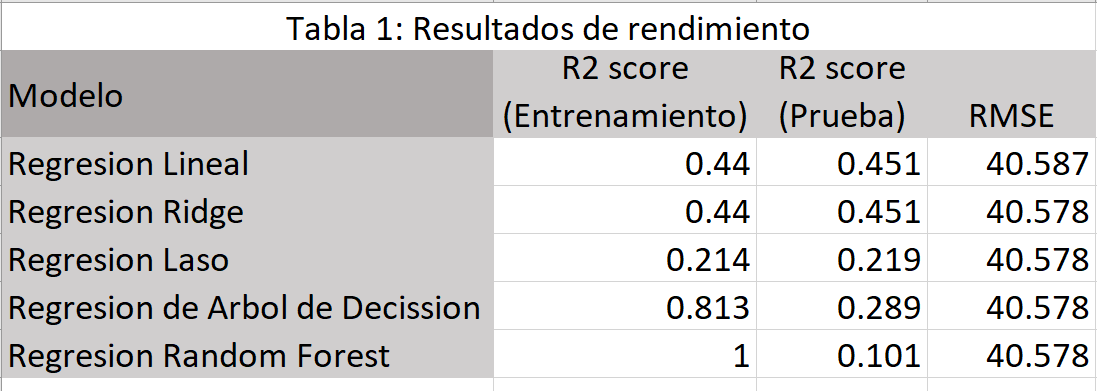 Tabla 1: Resultados de rendimiento
Modelo R2 score (Entrenamiento) R2 score (Prueba) RMSE
Regresion Lineal 0.44 0.451 40.587
Regresion Ridge 0.44 0.451 40.578
Regresion Laso 0.214 0.219 40.578
Regresion de Arbol de Decission 0.813 0.289 40.578
Regresion Random Forest 1 0.101 40.578